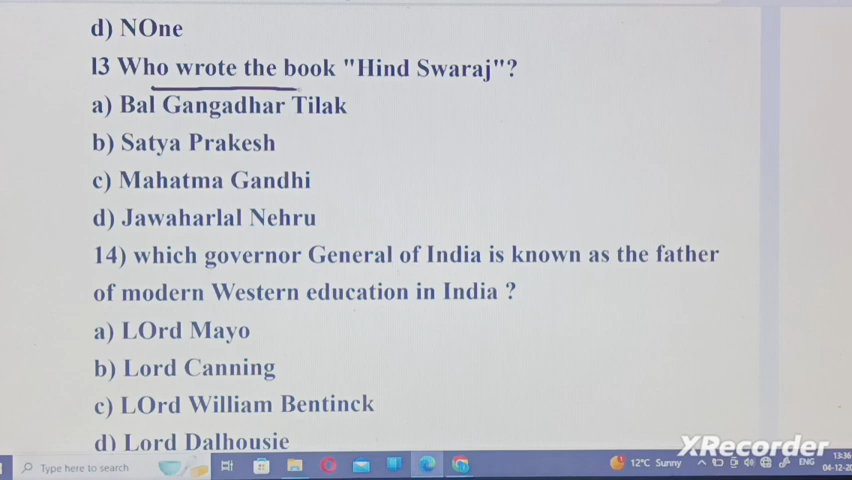 d) NOne
l3 Who wrote the book "Hind Swaraj"?
a) Bal Gangadhar Tilak
b) Satya Prakesh
c) Mahatma Gandhi
d) Jawaharlal Nehru
14) which governor General of India is known as the father
of modern Western education in India ?
a) LOrd Mayo
b) Lord Canning
c) LOrd William Bentinck
d) Lord Dalhousie
XRecorder
Type here to search
12°C Sunny
ENG
13:36
04-12-20